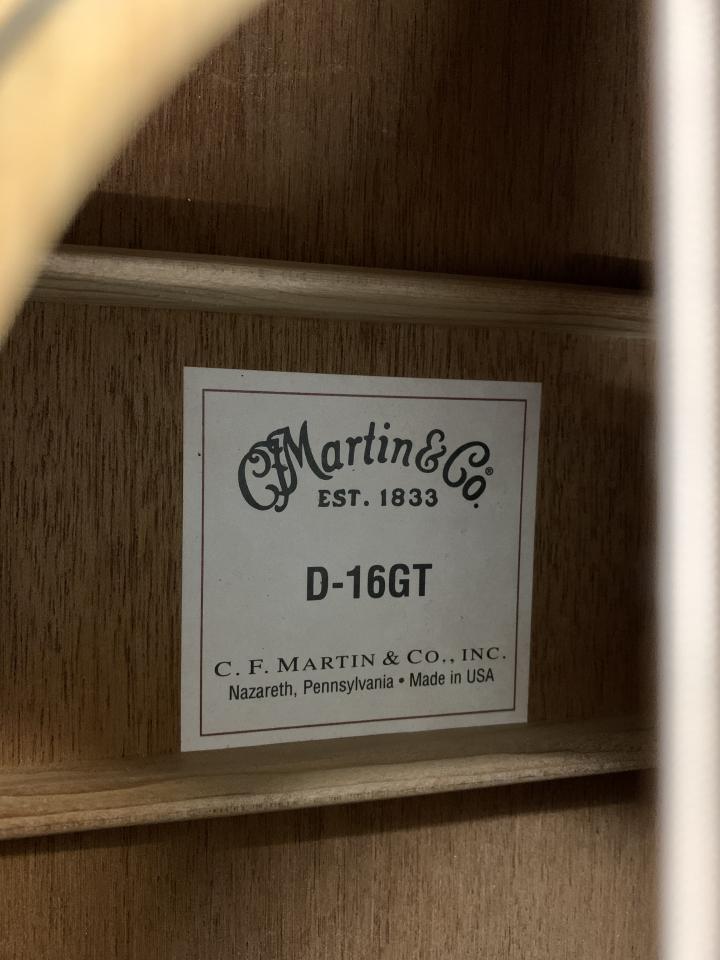 CFMartin & Co.®
EST. 1833
D-16GT
C. F. MARTIN & CO., INC.
Nazareth, Pennsylvania • Made in USA